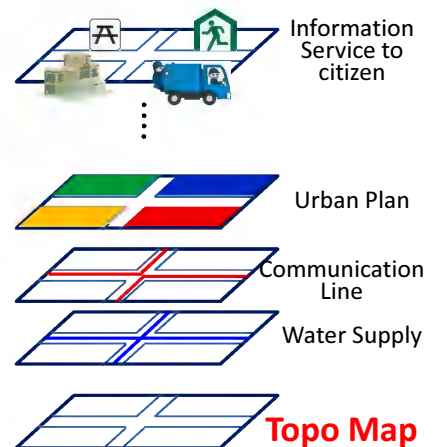 Information
Service to
citizen
Urban Plan
Communication
Line
Water Supply
Topo Map